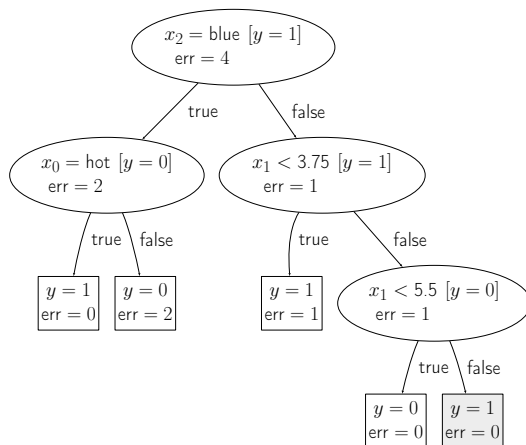 x₂ = blue [y = 1]
err = 4
true
false
x₀ = hot [y = 0]
err = 2
x₁ < 3.75 [y = 1]
err = 1
true
false
true
false
y = 1
err = 0
y = 0
err = 2
y = 1
err = 1
x₁ < 5.5 [y = 0]
err = 1
true
false
y = 0
err = 0
y = 1
err = 0